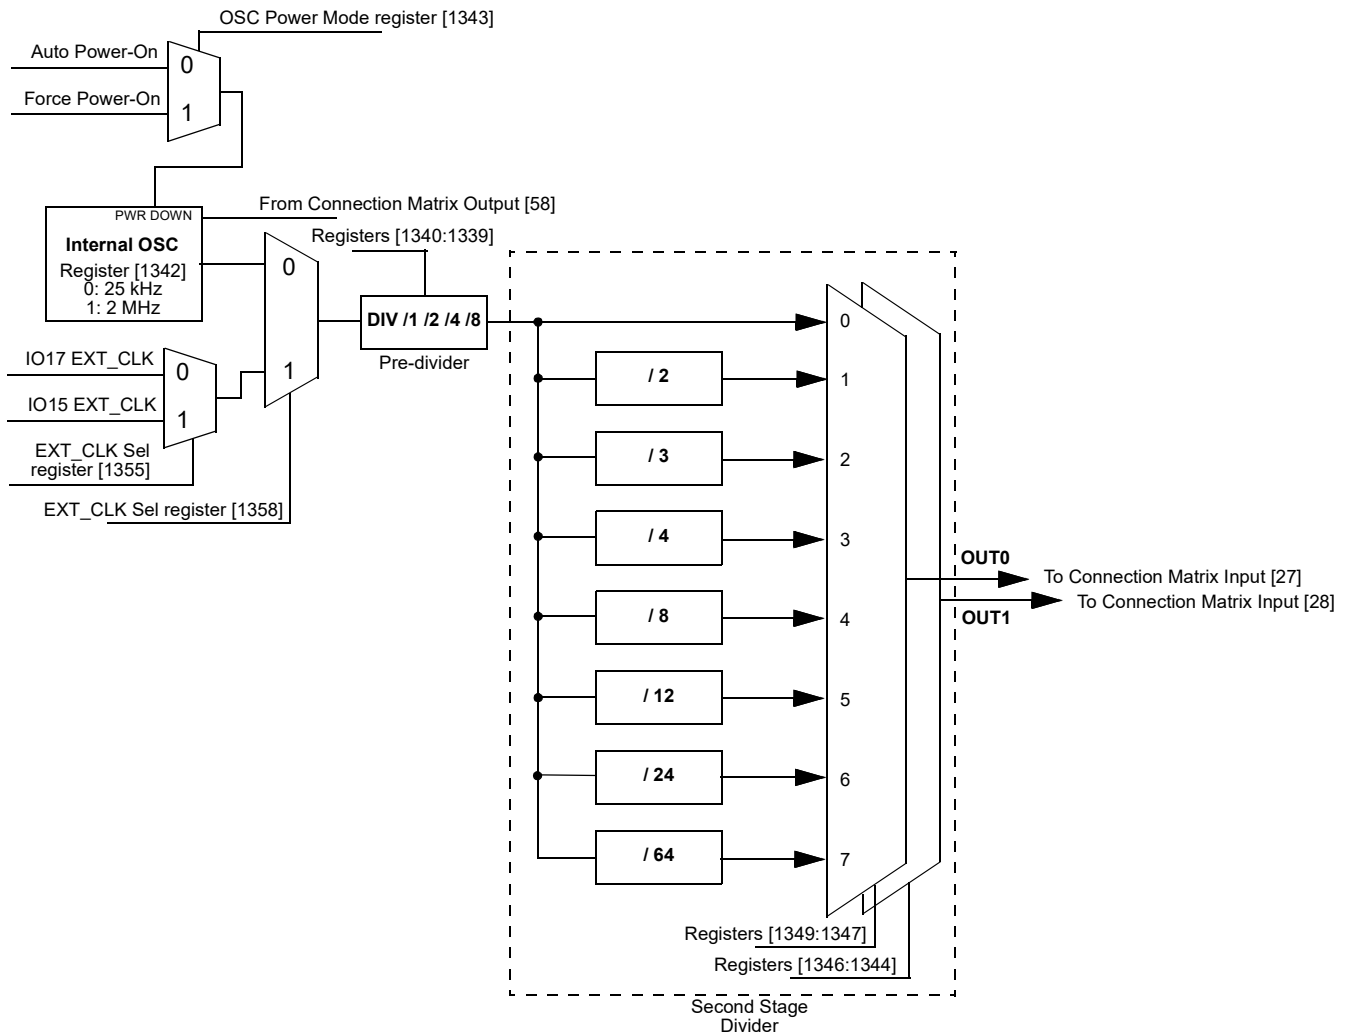 OSC Power Mode register [1343]
Auto Power-On
0
Force Power-On
1
PWR DOWN
From Connection Matrix Output [58]
Internal OSC
Register [1342]
0: 25 kHz
1: 2 MHz
Registers [1340:1339]
0
1
DIV /1 /2 /4 /8
Pre-divider
IO17 EXT_CLK
0
IO15 EXT_CLK
1
EXT_CLK Sel
register [1355]
EXT_CLK Sel register [1358]
0
/ 2
1
/ 3
2
/ 4
3
/ 8
4
/ 12
5
/ 24
6
/ 64
7
OUT0
To Connection Matrix Input [27]
To Connection Matrix Input [28]
OUT1
Registers [1349:1347]
Registers [1346:1344]
Second Stage
Divider